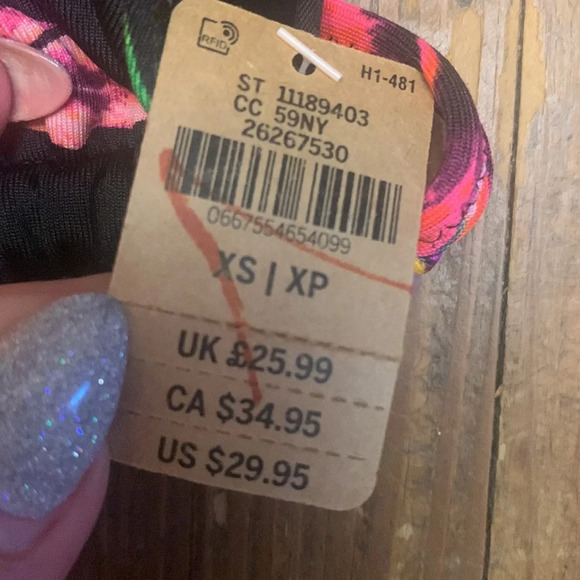 RFID
H1-481
ST 11189403
CC 59NY
26267530
0667554654099
XS | XP
UK £25.99
CA $34.95
US $29.95